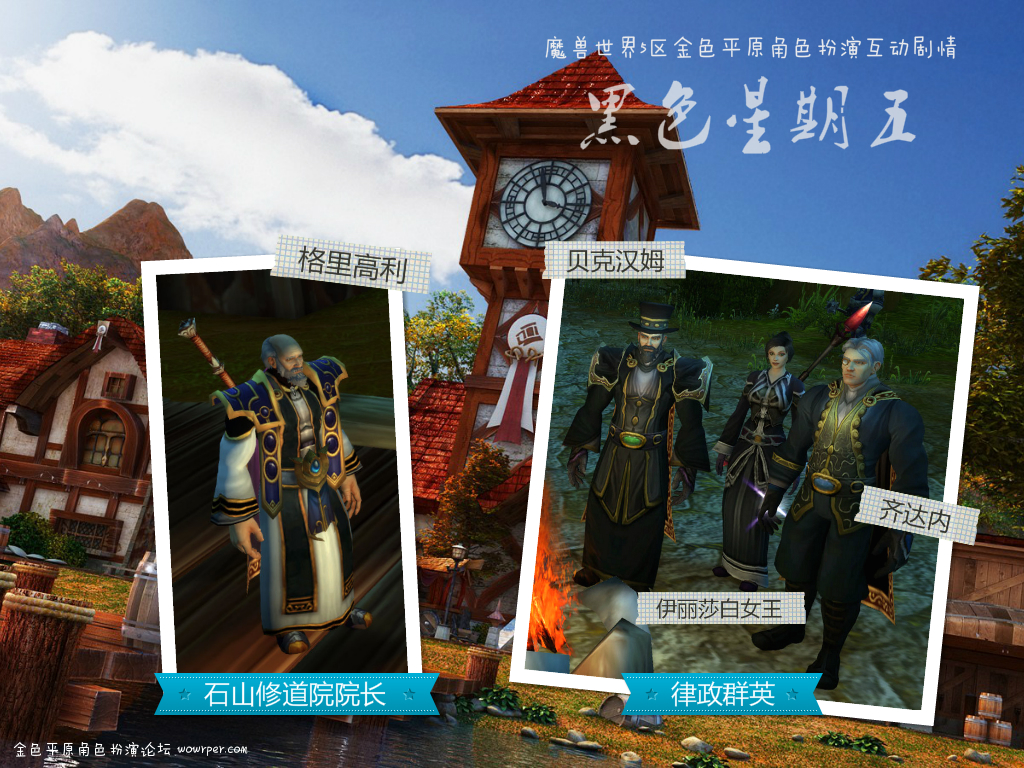 魔兽世界5区金色平原角色扮演互动剧情
黑色星期五
格里高利
贝克汉姆
齐达内
伊丽莎白女王
石山修道院院长
律政群英
金色平原角色扮演论坛 wowrper.com